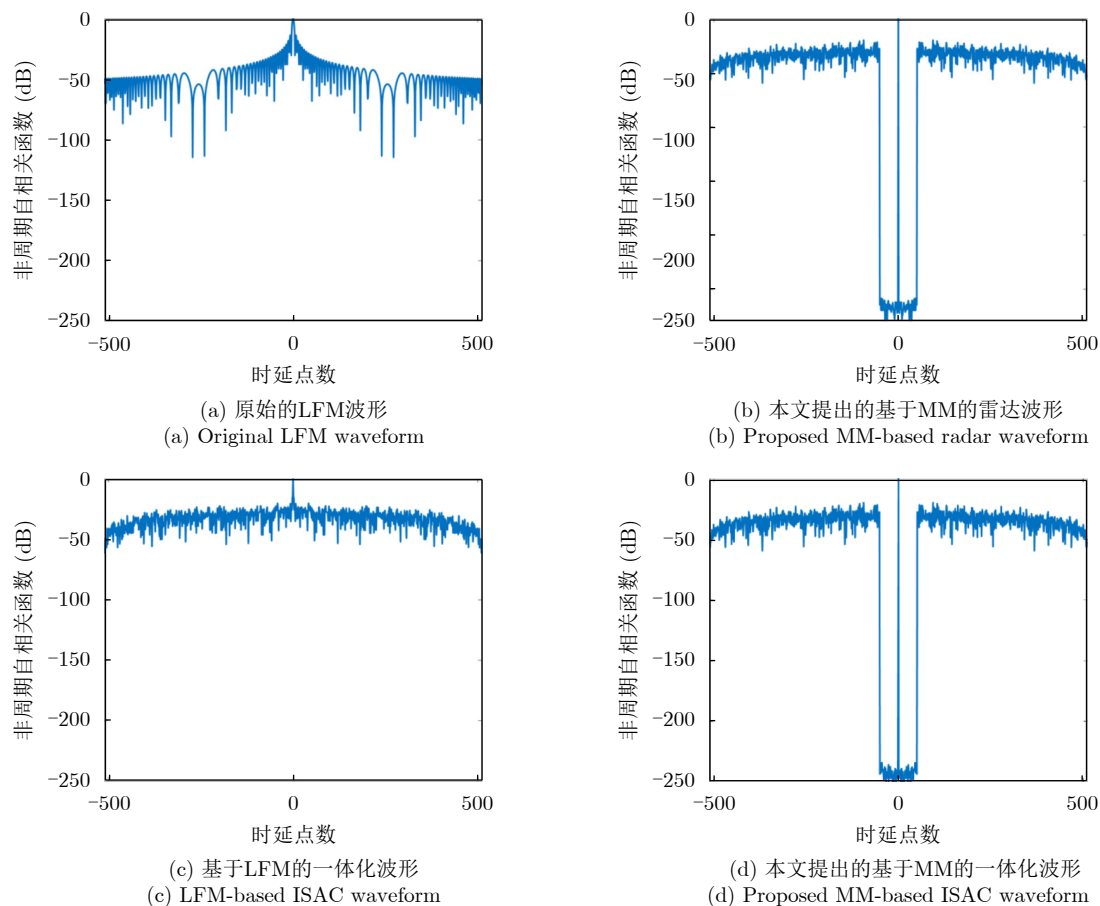 非周期自相关函数 (dB)
0
−50
−100
−150
−200
−250
−500
0
500
时延点数
(a) 原始的LFM波形
(a) Original LFM waveform
非周期自相关函数 (dB)
0
−50
−100
−150
−200
−250
−500
0
500
时延点数
(b) 本文提出的基于MM的雷达波形
(b) Proposed MM-based radar waveform
非周期自相关函数 (dB)
0
−50
−100
−150
−200
−250
−500
0
500
时延点数
(c) 基于LFM的一体化波形
(c) LFM-based ISAC waveform
非周期自相关函数 (dB)
0
−50
−100
−150
−200
−250
−500
0
500
时延点数
(d) 本文提出的基于MM的一体化波形
(d) Proposed MM-based ISAC waveform